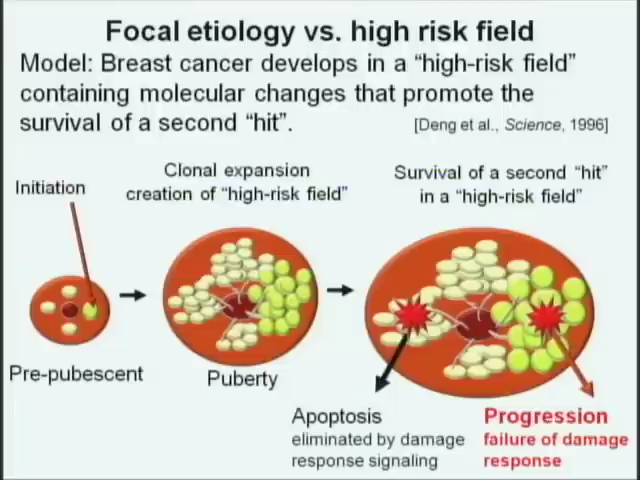 Focal etiology vs. high risk field
Model: Breast cancer develops in a “high-risk field”
containing molecular changes that promote the
survival of a second “hit”.
[Deng et al., Science, 1996]
Initiation
Clonal expansion
creation of “high-risk field”
Survival of a second “hit”
in a “high-risk field”
Pre-pubescent
Puberty
Apoptosis
eliminated by damage
response signaling
Progression
failure of damage
response